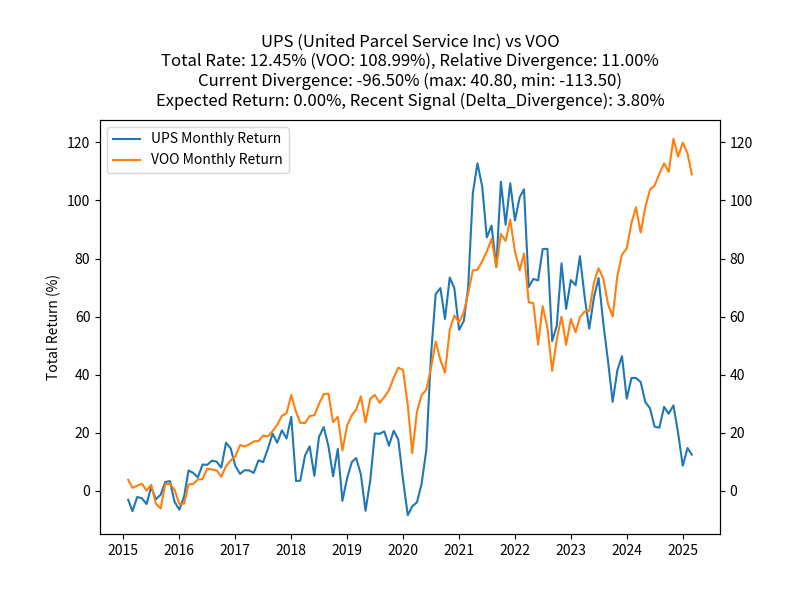 UPS (United Parcel Service Inc) vs VOO
Total Rate: 12.45% (VOO: 108.99%), Relative Divergence: 11.00%
Current Divergence: -96.50% (max: 40.80, min: -113.50)
Expected Return: 0.00%, Recent Signal (Delta_Divergence): 3.80%
UPS Monthly Return
VOO Monthly Return
Total Return (%)
120
100
80
60
40
20
0
120
100
80
60
40
20
0
2015 2016 2017 2018 2019 2020 2021 2022 2023 2024 2025